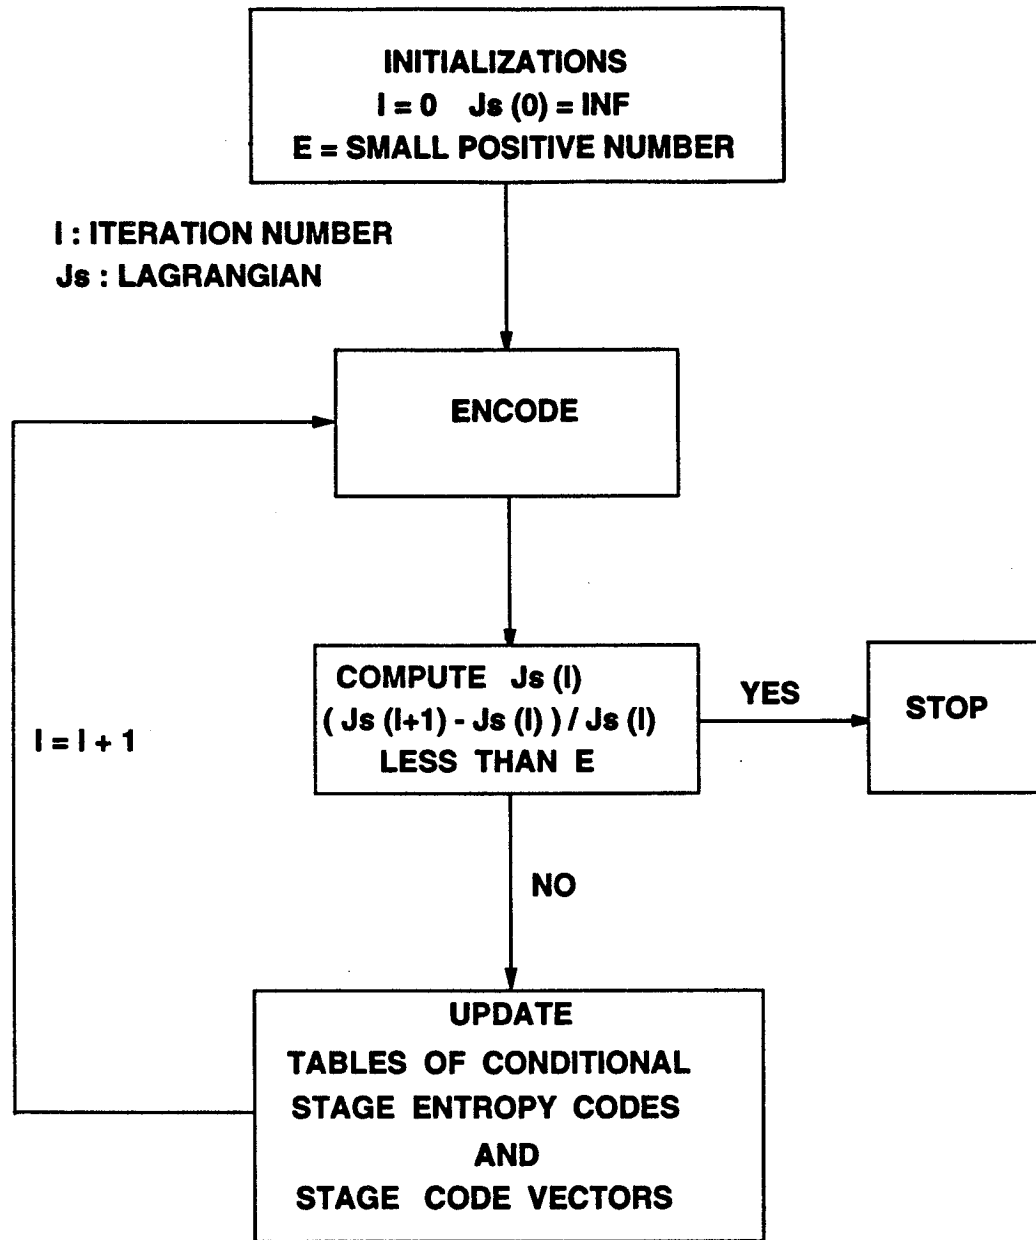 INITIALIZATIONS
I = 0 Js (0) = INF
E = SMALL POSITIVE NUMBER
I : ITERATION NUMBER
Js : LAGRANGIAN
ENCODE
COMPUTE Js (I)
( Js (I+1) - Js (I) ) / Js (I)
LESS THAN E
YES
STOP
I = I + 1
NO
UPDATE
TABLES OF CONDITIONAL
STAGE ENTROPY CODES
AND
STAGE CODE VECTORS